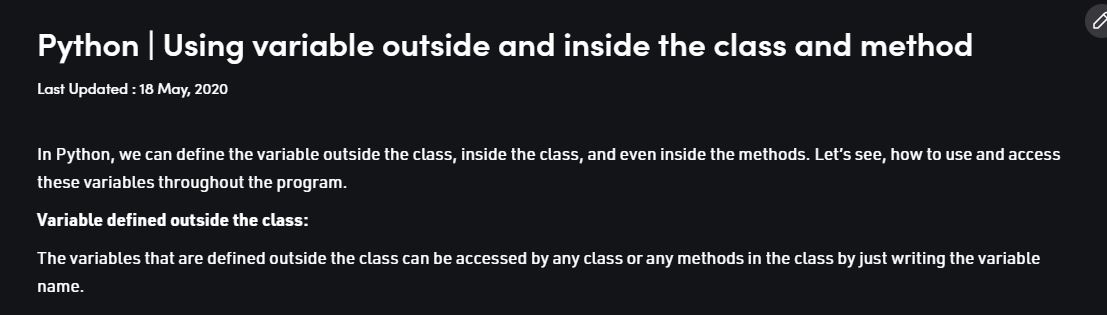 Python | Using variable outside and inside the class and method
Last Updated : 18 May, 2020
In Python, we can define the variable outside the class, inside the class, and even inside the methods. Let’s see, how to use and access
these variables throughout the program.
Variable defined outside the class:
The variables that are defined outside the class can be accessed by any class or any methods in the class by just writing the variable
name.